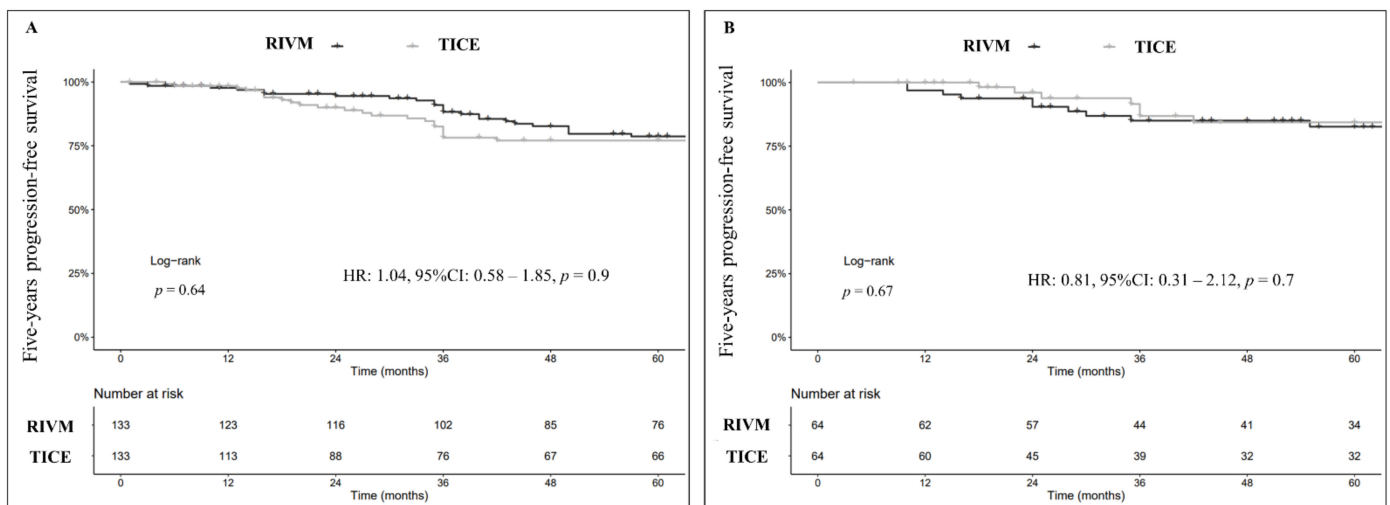 A
RIVM TICE
Five-years progression-free survival
100%
75%
50%
25%
0%
Log-rank
p = 0.64
HR: 1.04, 95%CI: 0.58 – 1.85, p = 0.9
0 12 24 36 48 60
Time (months)
Number at risk
RIVM 133 123 116 102 85 76
TICE 133 113 88 76 67 66
0 12 24 36 48 60
Time (months)
B
RIVM TICE
Five-years progression-free survival
100%
75%
50%
25%
0%
Log-rank
p = 0.67
HR: 0.81, 95%CI: 0.31 – 2.12, p = 0.7
0 12 24 36 48 60
Time (months)
Number at risk
RIVM 64 62 57 44 41 34
TICE 64 60 45 39 32 32
0 12 24 36 48 60
Time (months)